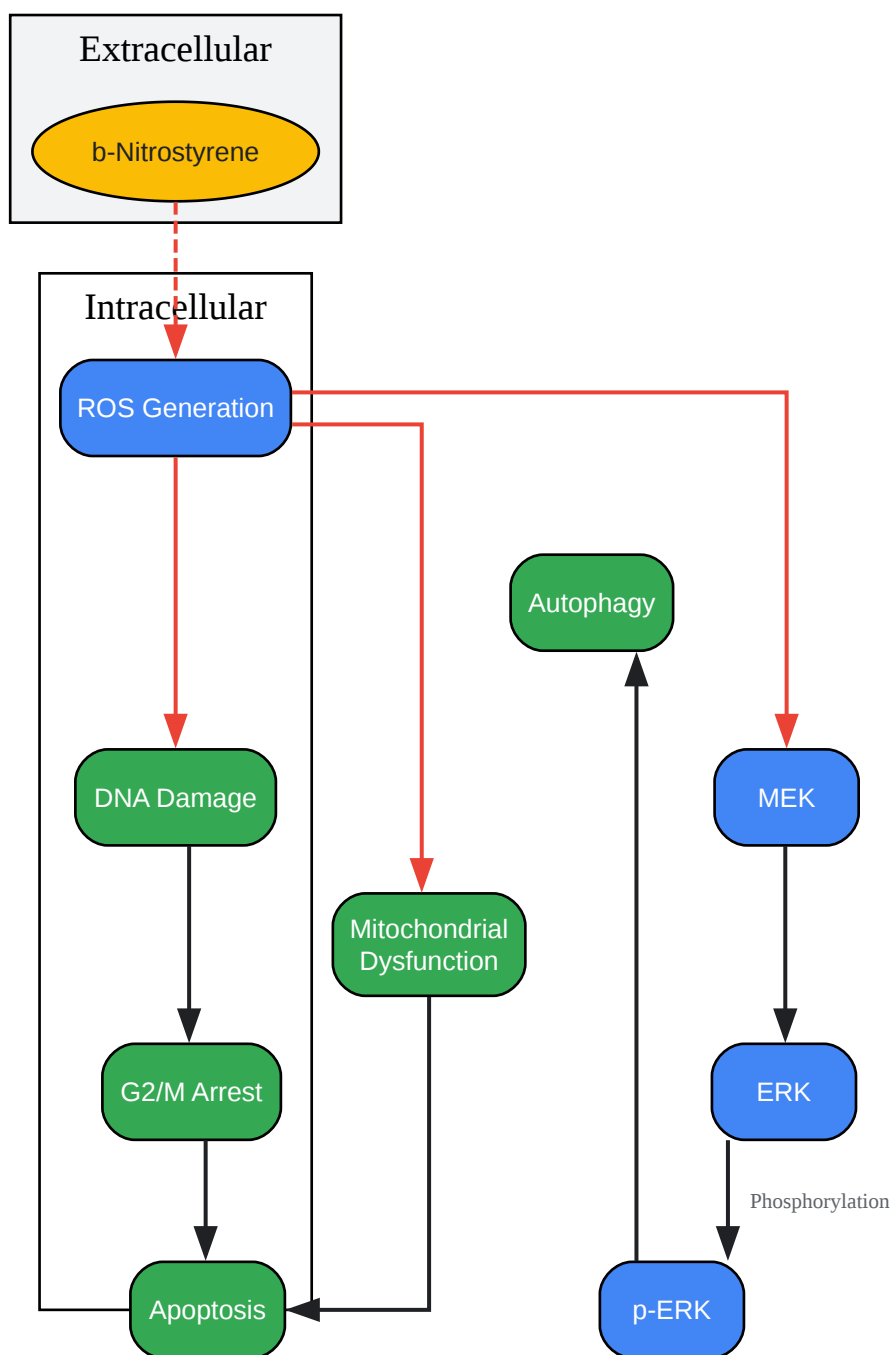 Extracellular
b-Nitrostyrene
Intracellular
ROS Generation
Autophagy
DNA Damage
MEK
Mitochondrial
Dysfunction
G2/M Arrest
ERK
Phosphorylation
Apoptosis
p-ERK